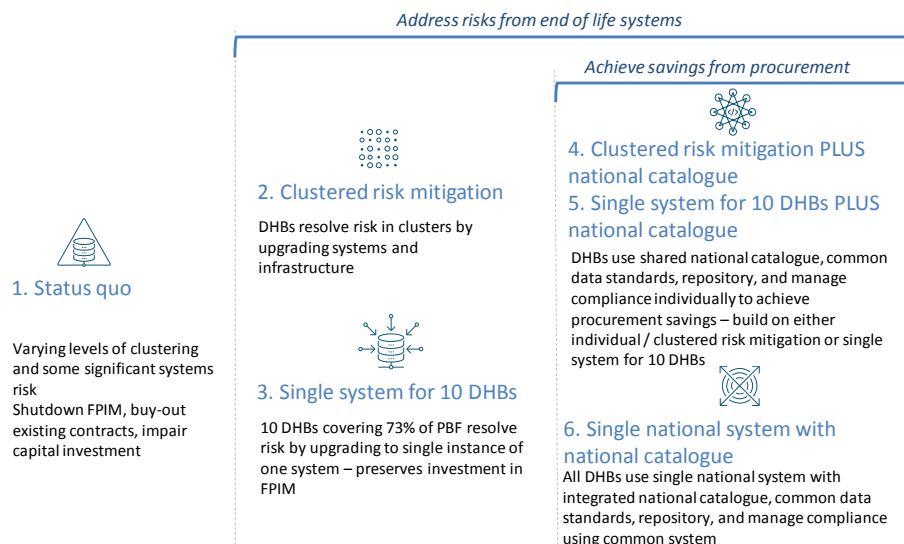 Address risks from end of life systems
Achieve savings from procurement
1. Status quo
Varying levels of clustering
and some significant systems
risk
Shutdown FPIM, buy-out
existing contracts, impair
capital investment
2. Clustered risk mitigation
DHBs resolve risk in clusters by
upgrading systems and
infrastructure
3. Single system for 10 DHBs
10 DHBs covering 73% of PBF resolve
risk by upgrading to single instance of
one system – preserves investment in
FPIM
</>
4. Clustered risk mitigation PLUS
national catalogue
5. Single system for 10 DHBs PLUS
national catalogue
DHBs use shared national catalogue, common
data standards, repository, and manage
compliance individually to achieve
procurement savings – build on either
individual / clustered risk mitigation or single
system for 10 DHBs
6. Single national system with
national catalogue
All DHBs use single national system with
integrated national catalogue, common data
standards, repository, and manage compliance
using common system